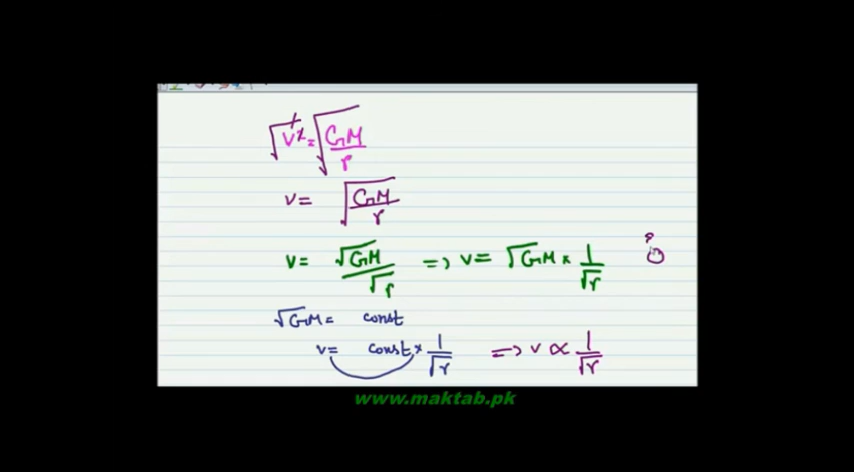 √v² = √GM/r
v = √GM/r
v = √GM/√r => v = √GM × 1/√r
√GM = const
v = const × 1/√r => v ∝ 1/√r
www.maktab.pk